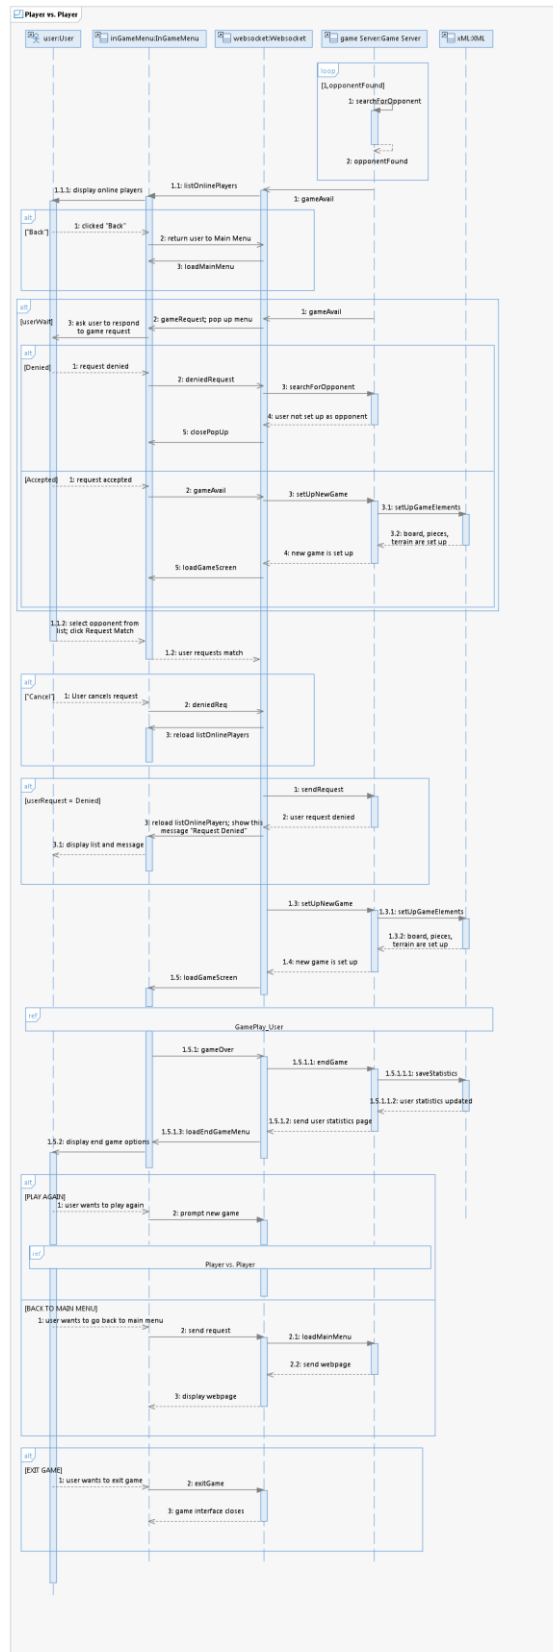 Player vs. Player
user:User
inGameMenu:InGameMenu
websocket:Websocket
game Server:Game Server
xML:XML
loop
[1,opponentFound]
1: searchForOpponent
2: opponentFound
1.1: listOnlinePlayers
1.1.1: display online players
1: gameAvail
alt
["Back"]
1: clicked "Back"
2: return user to Main Menu
3: loadMainMenu
alt
[userWait]
1: gameAvail
2: gameRequest; pop up menu
3: ask user to respond
to game request
alt
[Denied]
1: request denied
2: deniedRequest
3: searchForOpponent
4: user not set up as opponent
5: closePopUp
[Accepted]
1: request accepted
2: gameAvail
3: setUpNewGame
3.1: setUpGameElements
3.2: board, pieces,
terrain are set up
4: new game is set up
5: loadGameScreen
1.1.2: select opponent from
list; click Request Match
1.2: user requests match
alt
["Cancel"]
1: User cancels request
2: deniedReq
3: reload listOnlinePlayers
alt
[userRequest = Denied]
1: sendRequest
2: user request denied
3: reload listOnlinePlayers; show this
message "Request Denied"
3.1: display list and message
1.3: setUpNewGame
1.3.1: setUpGameElements
1.3.2: board, pieces,
terrain are set up
1.4: new game is set up
1.5: loadGameScreen
ref
GamePlay_User
1.5.1: gameOver
1.5.1.1: endGame
1.5.1.1.1: saveStatistics
1.5.1.1.2: user statistics updated
1.5.1.2: send user statistics page
1.5.1.3: loadEndGameMenu
1.5.2: display end game options
alt
[PLAY AGAIN]
1: user wants to play again
2: prompt new game
ref
Player vs. Player
[BACK TO MAIN MENU]
1: user wants to go back to main menu
2: send request
2.1: loadMainMenu
2.2: send webpage
3: display webpage
alt
[EXIT GAME]
1: user wants to exit game
2: exitGame
3: game interface closes